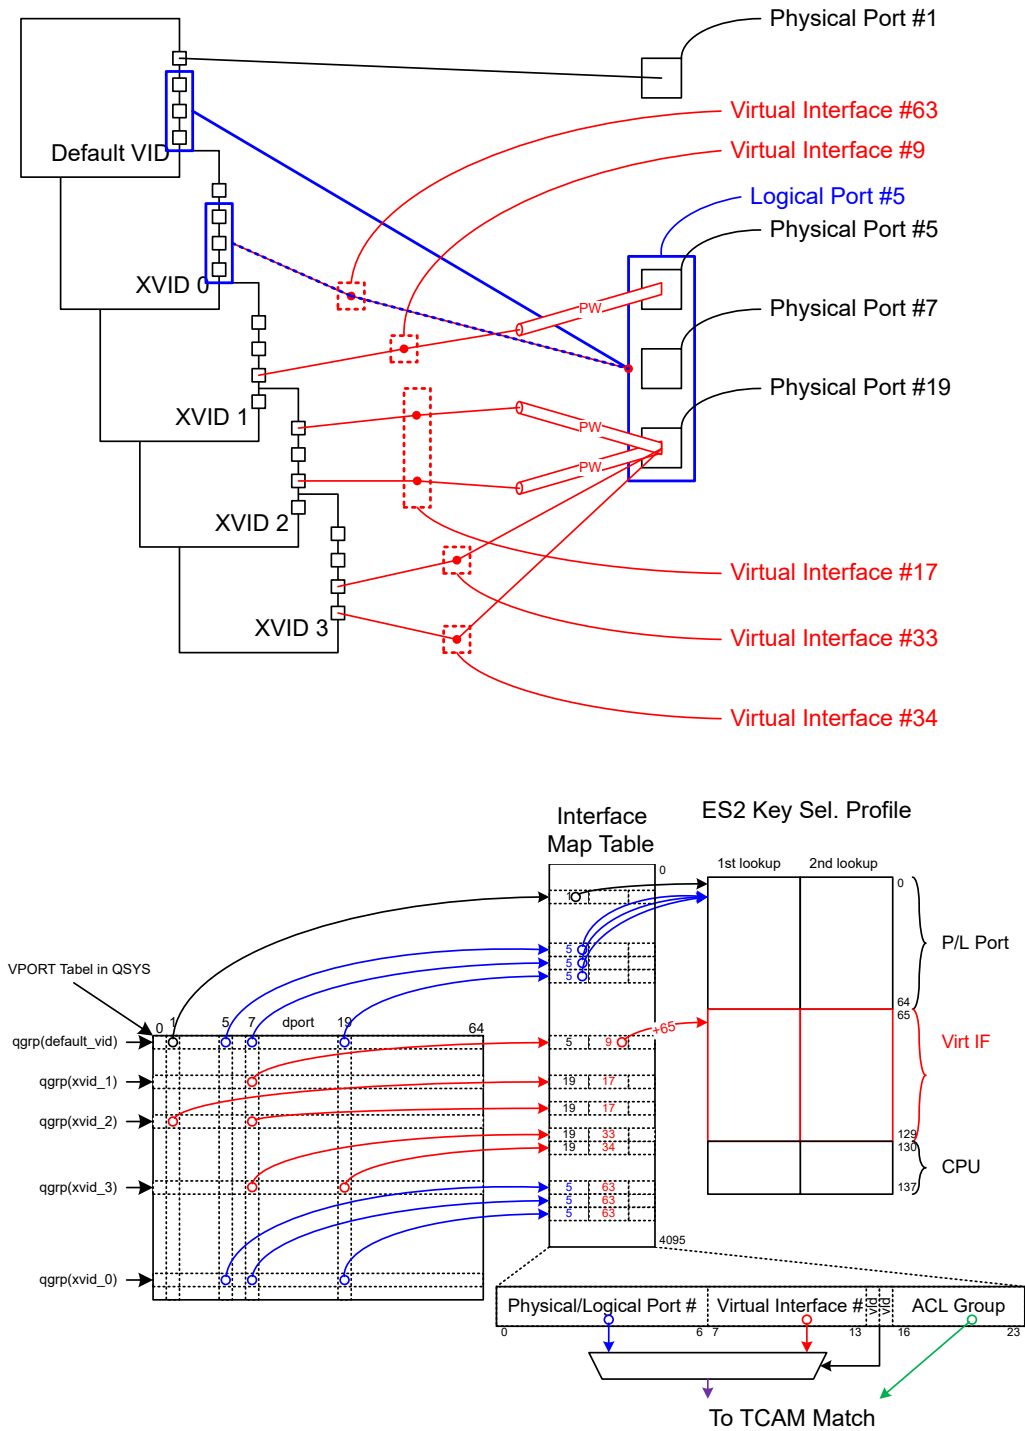 Physical Port #1
Virtual Interface #63
Virtual Interface #9
Default VID
Logical Port #5
Physical Port #5
XVID 0
PW
Physical Port #7
Physical Port #19
XVID 1
PW
PW
XVID 2
Virtual Interface #17
XVID 3
Virtual Interface #33
Virtual Interface #34
Interface
Map Table
ES2 Key Sel. Profile
1st lookup
2nd lookup
0
0
1
P/L Port
5
5
5
VPORT Tabel in QSYS
64
65
0
1
5
7
dport
19
64
+65
qgrp(default_vid)
5
9
Virt IF
qgrp(xvid_1)
19
17
qgrp(xvid_2)
19
17
19
33
129
130
19
34
CPU
qgrp(xvid_3)
5
63
137
5
63
5
63
4095
qgrp(xvid_0)
Physical/Logical Port #
Virtual Interface #
vid
vid
ACL Group
0
6
7
13
16
23
To TCAM Match